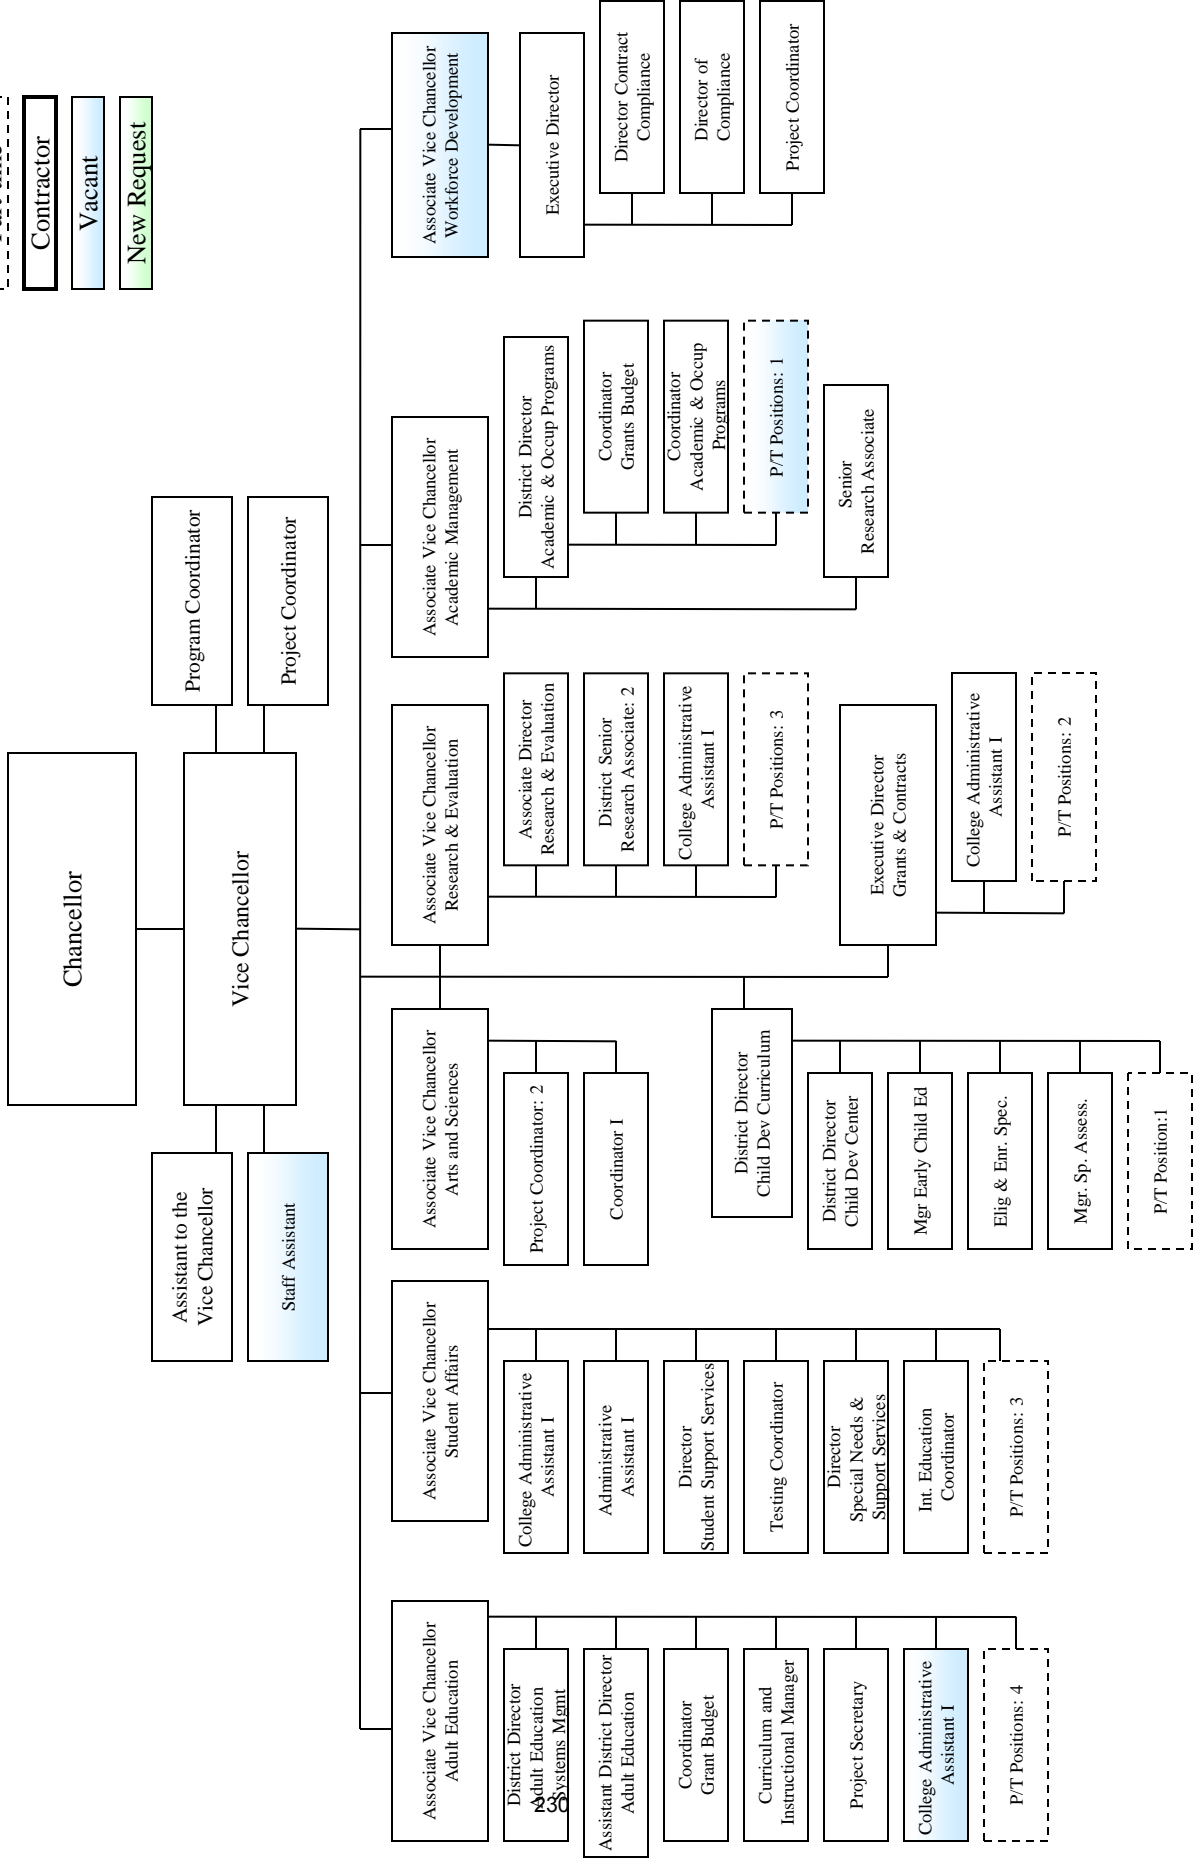 Contractor
Vacant
New Request
Chancellor
Vice Chancellor
Assistant to the
Vice Chancellor
Staff Assistant
Program Coordinator
Project Coordinator
Associate Vice Chancellor
Adult Education
District Director
Adult Education
Systems Mgmt
Assistant District Director
Adult Education
Coordinator
Grant Budget
Curriculum and
Instructional Manager
Project Secretary
College Administrative
Assistant I
P/T Positions: 4
Associate Vice Chancellor
Student Affairs
College Administrative
Assistant I
Administrative
Assistant I
Director
Student Support Services
Testing Coordinator
Director
Special Needs &
Support Services
Int. Education
Coordinator
P/T Positions: 3
Associate Vice Chancellor
Arts and Sciences
Project Coordinator: 2
Coordinator I
District Director
Child Dev Curriculum
District Director
Child Dev Center
Mgr Early Child Ed
Elig & Enr. Spec.
Mgr. Sp. Assess.
P/T Position:1
Associate Vice Chancellor
Research & Evaluation
Associate Director
Research & Evaluation
District Senior
Research Associate: 2
College Administrative
Assistant I
P/T Positions: 3
Executive Director
Grants & Contracts
College Administrative
Assistant I
P/T Positions: 2
Associate Vice Chancellor
Academic Management
District Director
Academic & Occup Programs
Coordinator
Grants Budget
Coordinator
Academic & Occup
Programs
P/T Positions: 1
Senior
Research Associate
Associate Vice Chancellor
Workforce Development
Executive Director
Director Contract
Compliance
Director of
Compliance
Project Coordinator
230